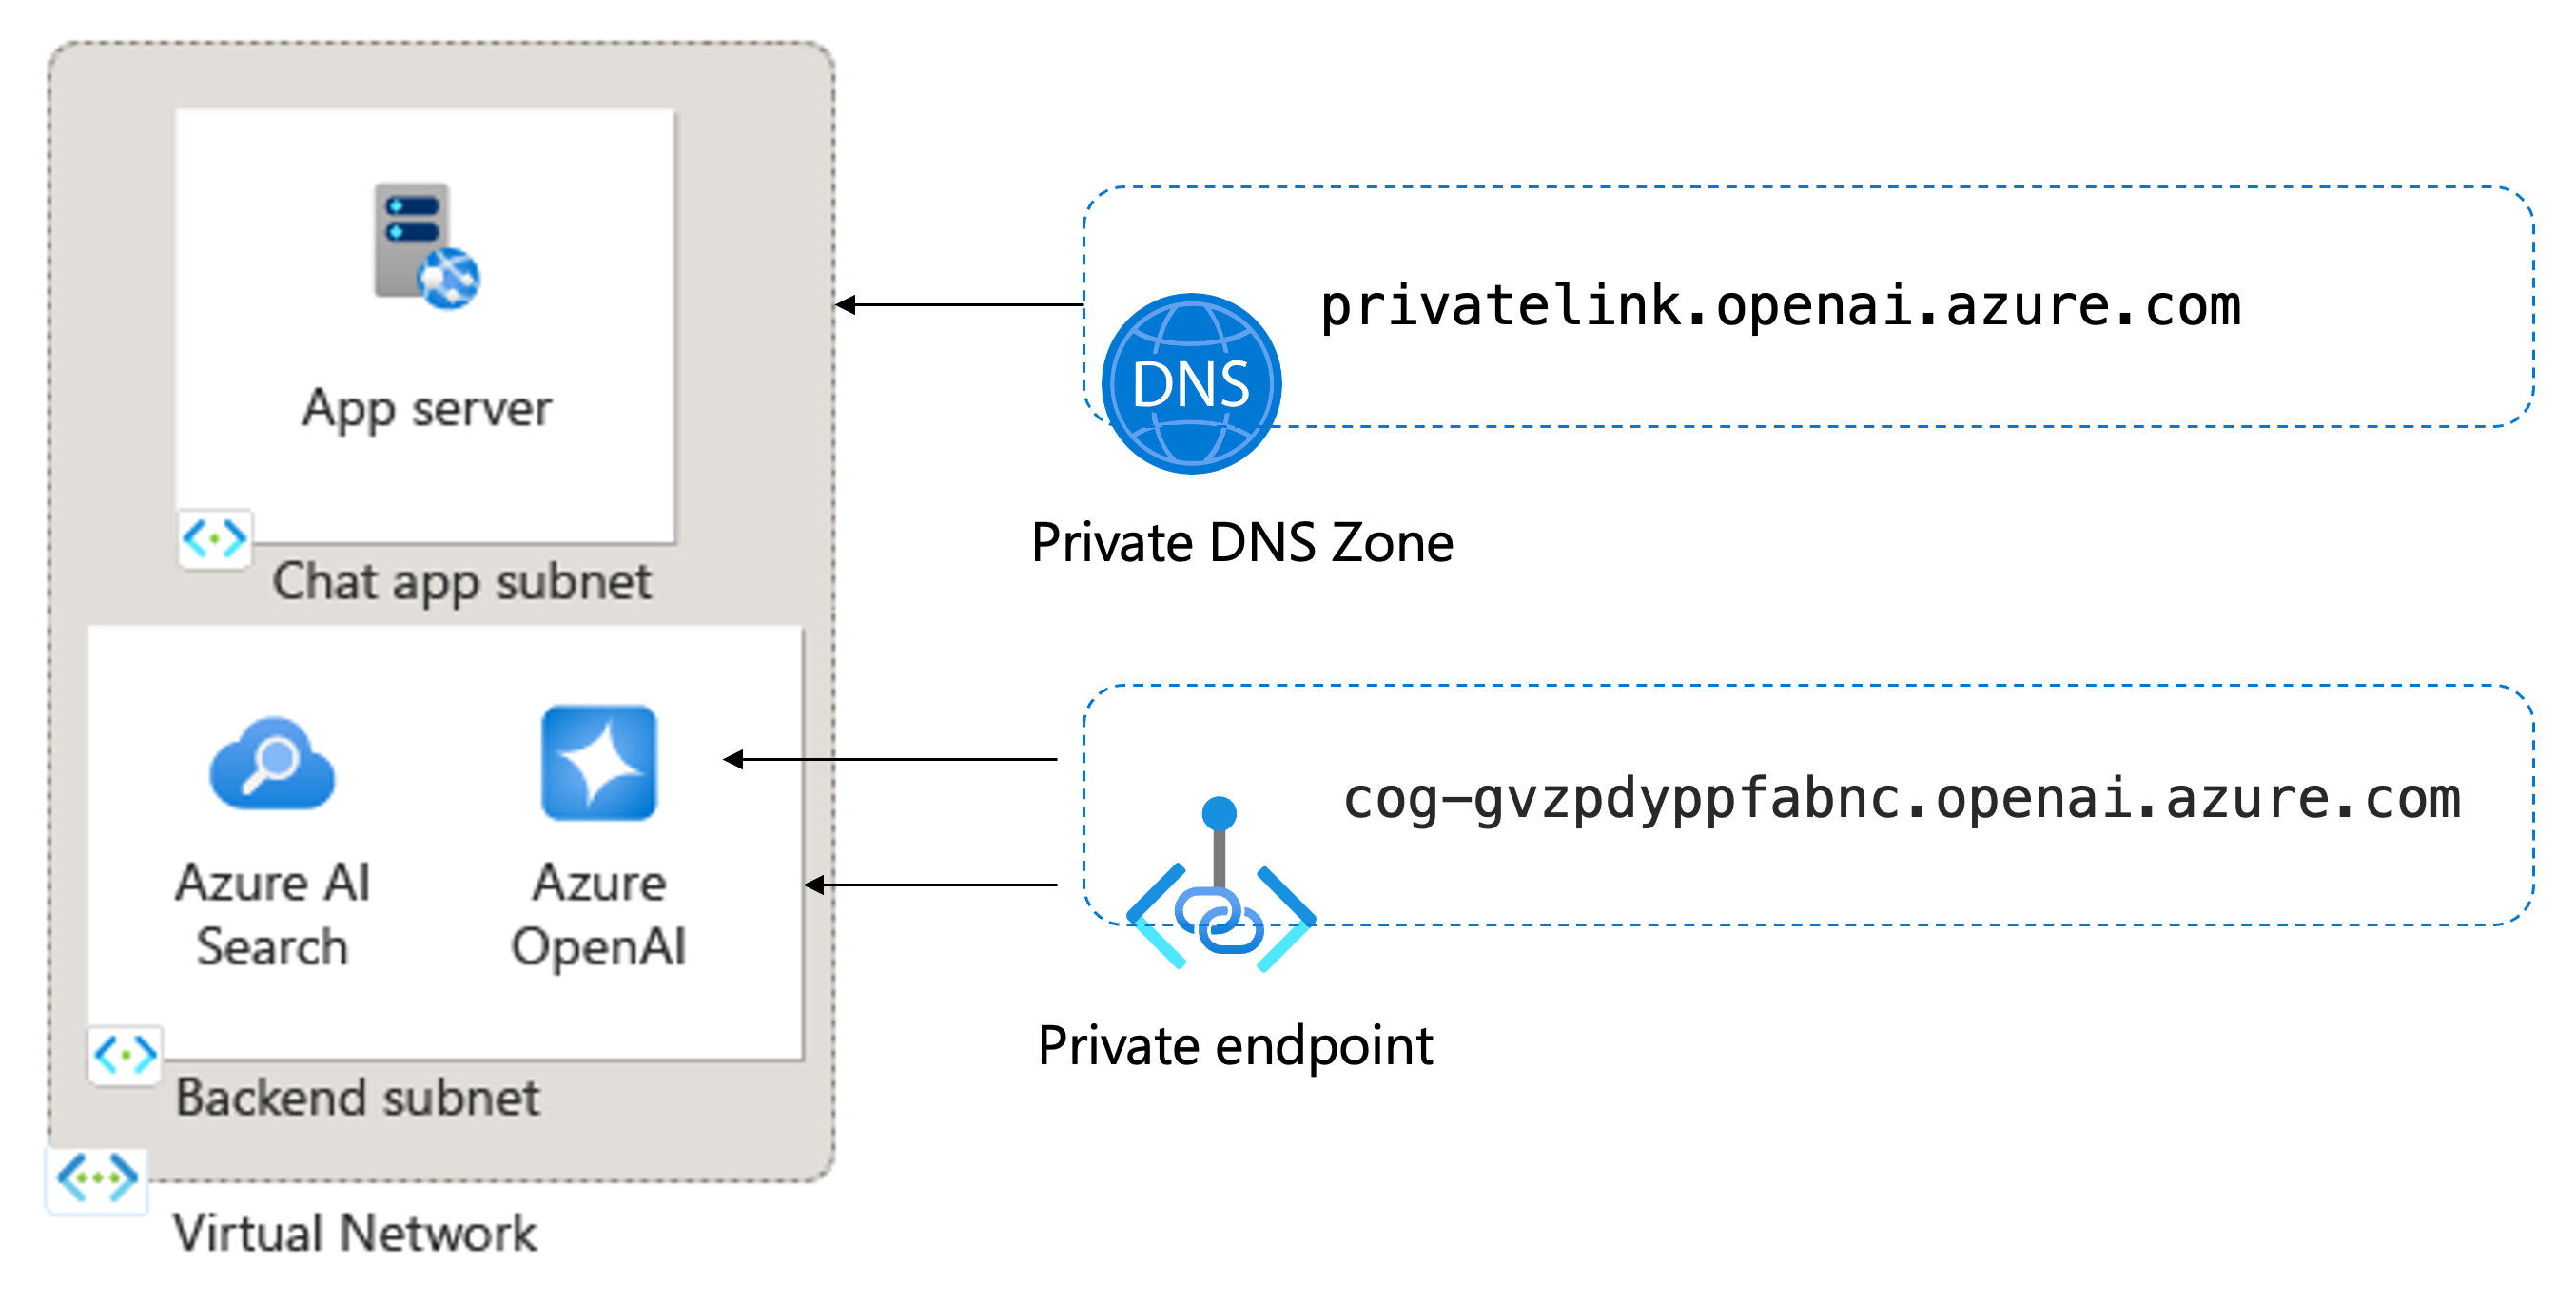 App server
Chat app subnet
Azure AI
Search
Azure
OpenAI
Backend subnet
Virtual Network
privatelink.openai.azure.com
DNS
Private DNS Zone
cog-gvzpdyppfabnc.openai.azure.com
Private endpoint